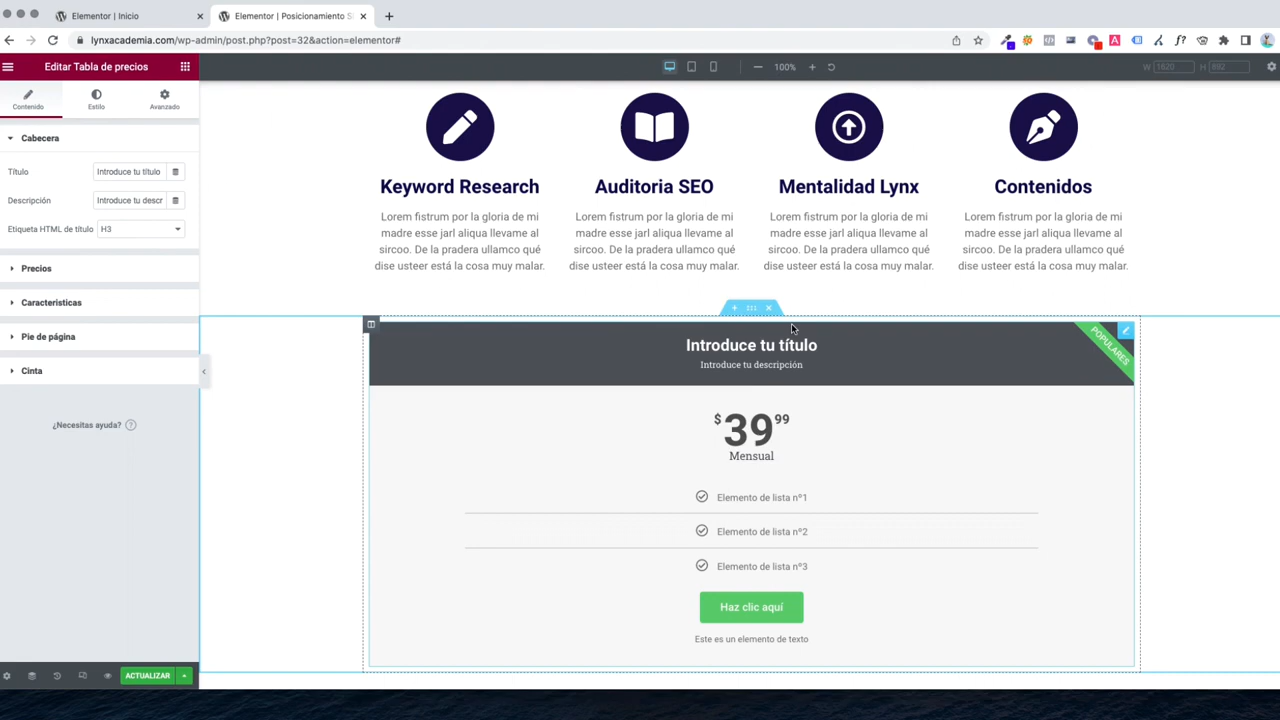 Elementor | Inicio
Elementor | Posicionamiento S
lynxacademia.com/wp-admin/post.php?post=32&action=elementor#
Editar Tabla de precios
100%
W 1620 H 892
Contenido Estilo Avanzado
Cabecera
Título Introduce tu título
Descripción Introduce tu descr
Etiqueta HTML de título H3
Precios
Caracteristicas
Pie de página
Cinta
¿Necesitas ayuda?
ACTUALIZAR
Keyword Research
Lorem fistrum por la gloria de mi
madre esse jarl aliqua llevame al
sircoo. De la pradera ullamco qué
dise usteer está la cosa muy malar.
Auditoria SEO
Lorem fistrum por la gloria de mi
madre esse jarl aliqua llevame al
sircoo. De la pradera ullamco qué
dise usteer está la cosa muy malar.
Mentalidad Lynx
Lorem fistrum por la gloria de mi
madre esse jarl aliqua llevame al
sircoo. De la pradera ullamco qué
dise usteer está la cosa muy malar.
Contenidos
Lorem fistrum por la gloria de mi
madre esse jarl aliqua llevame al
sircoo. De la pradera ullamco qué
dise usteer está la cosa muy malar.
Introduce tu título
Introduce tu descripción
POPULARES
$3999
Mensual
Elemento de lista nº1
Elemento de lista nº2
Elemento de lista nº3
Haz clic aquí
Este es un elemento de texto